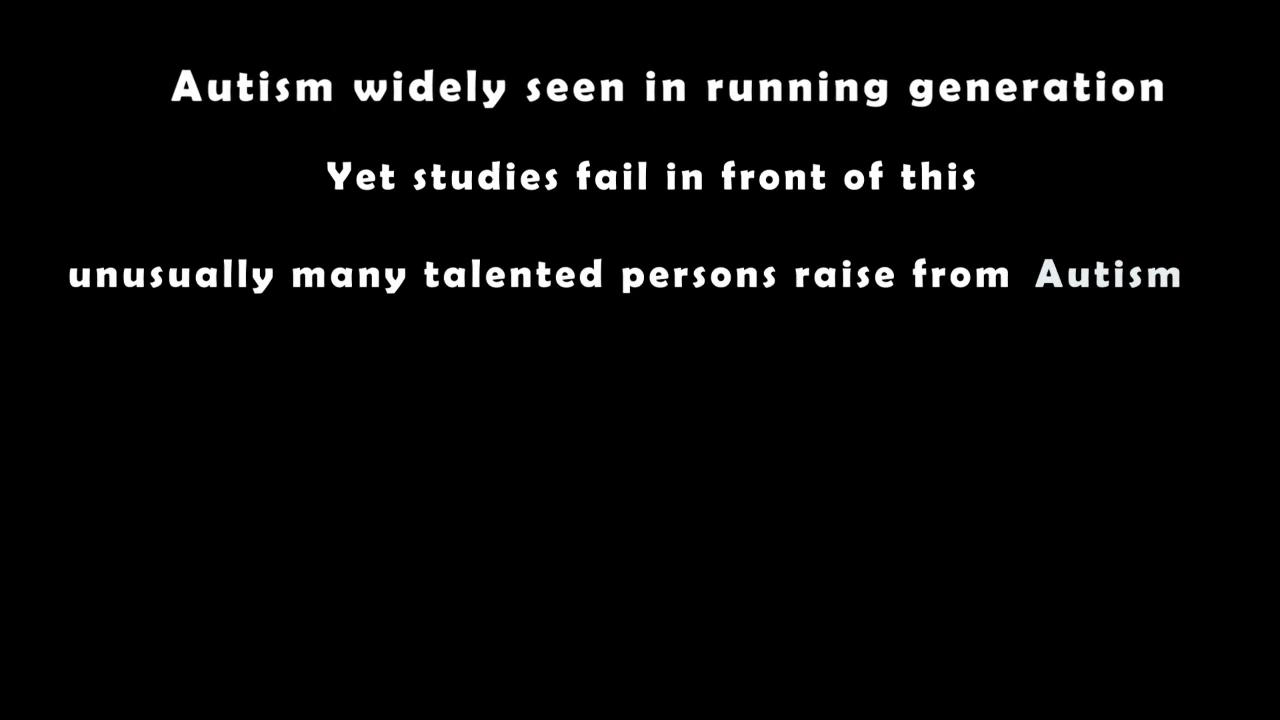 Autism widely seen in running generation
Yet studies fail in front of this
unusually many talented persons raise from Autism